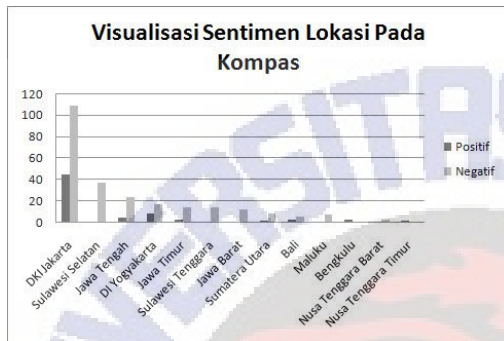 Visualisasi Sentimen Lokasi Pada
Kompas
120
100
80
60
40
20
0
Positif
Negatif
DKI Jakarta
Sulawesi Selatan
Jawa Tengah
DI Yogyakarta
Jawa Timur
Sulawesi Tenggara
Jawa Barat
Sumatera Utara
Bali
Maluku
Bengkulu
Nusa Tenggara Barat
Nusa Tenggara Timur